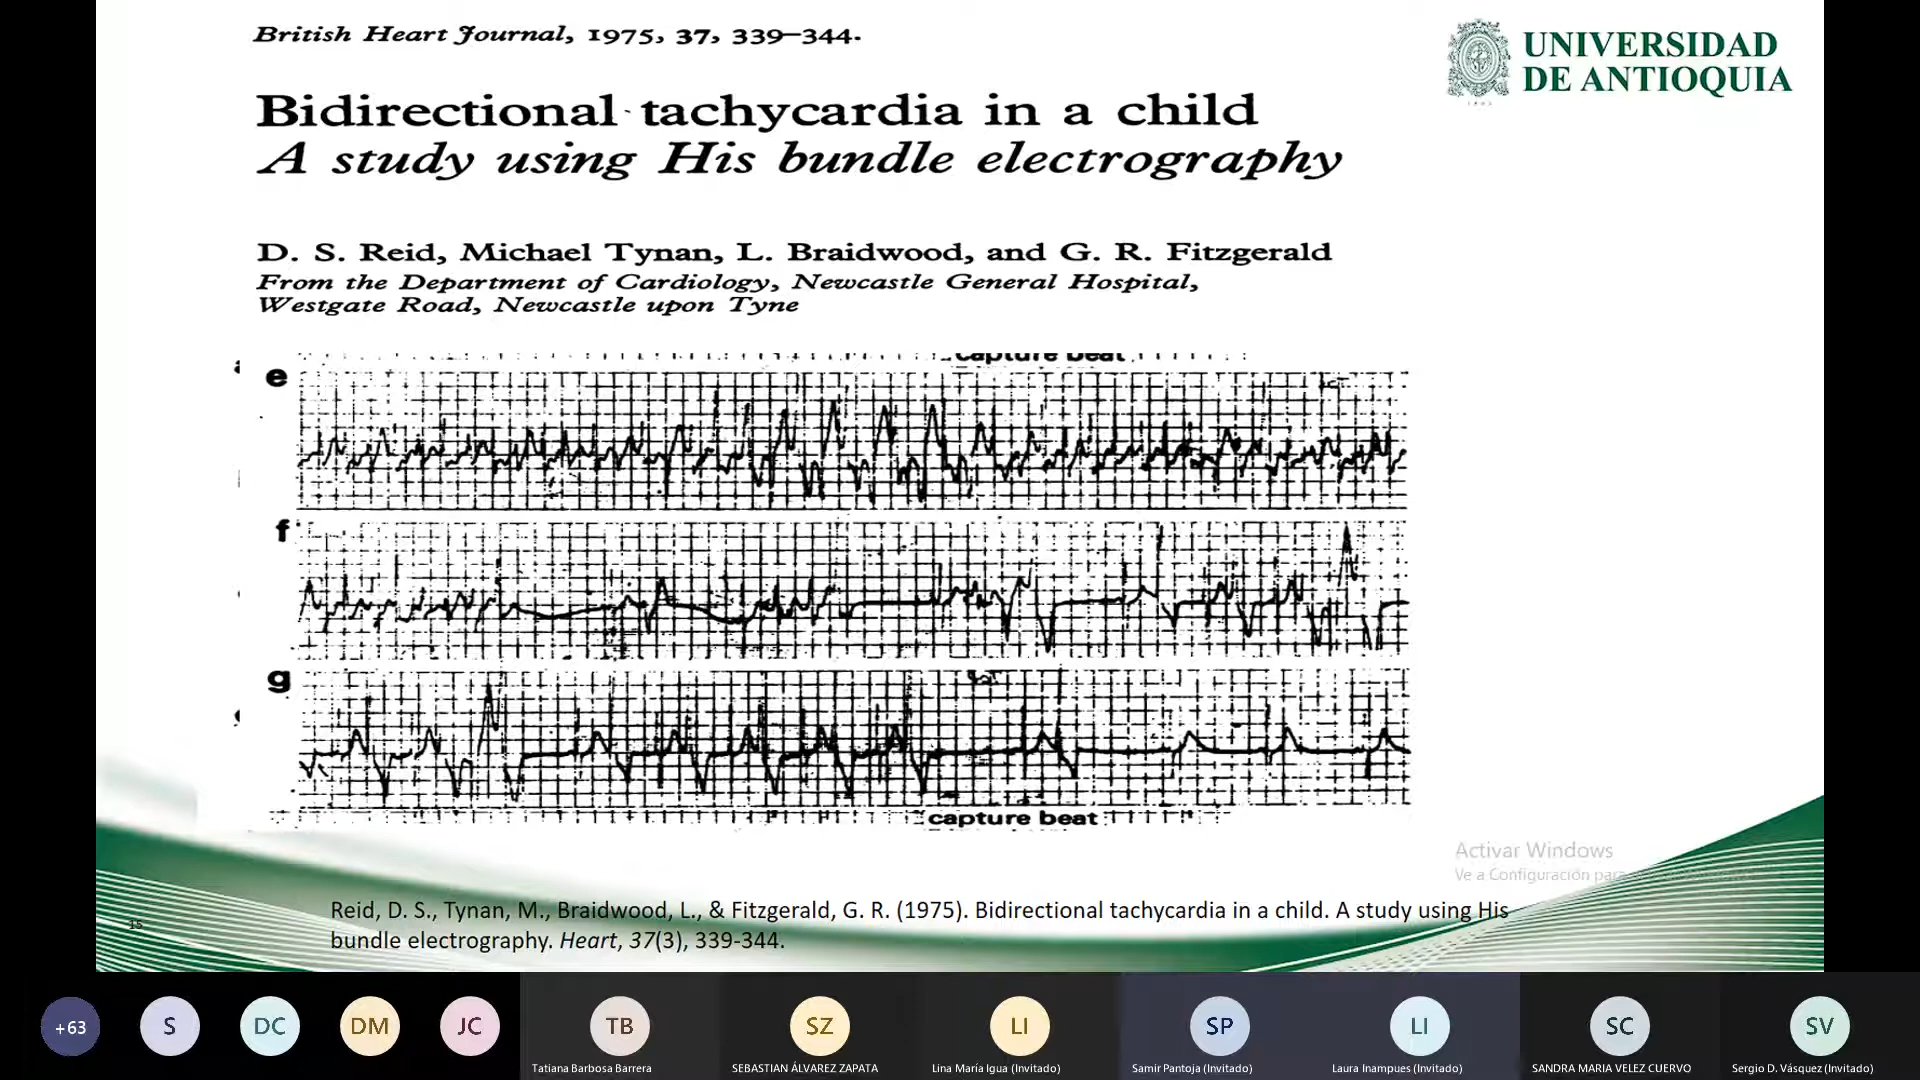 British Heart Journal, 1975, 37, 339–344.
UNIVERSIDAD
DE ANTIOQUIA
1803
Bidirectional tachycardia in a child
A study using His bundle electrography
D. S. Reid, Michael Tynan, L. Braidwood, and G. R. Fitzgerald
From the Department of Cardiology, Newcastle General Hospital,
Westgate Road, Newcastle upon Tyne
capture beat
e
f
g
capture beat
Activar Windows
Ve a Configuración para
15
Reid, D. S., Tynan, M., Braidwood, L., & Fitzgerald, G. R. (1975). Bidirectional tachycardia in a child. A study using His
bundle electrography. Heart, 37(3), 339-344.
+63
S
DC
DM
JC
TB
SZ
LI
SP
LI
SC
SV
Tatiana Barbosa Barrera
SEBASTIAN ÁLVAREZ ZAPATA
Lina María Igua (Invitado)
Samir Pantoja (Invitado)
Laura Inampues (Invitado)
SANDRA MARIA VELEZ CUERVO
Sergio D. Vásquez (Invitado)